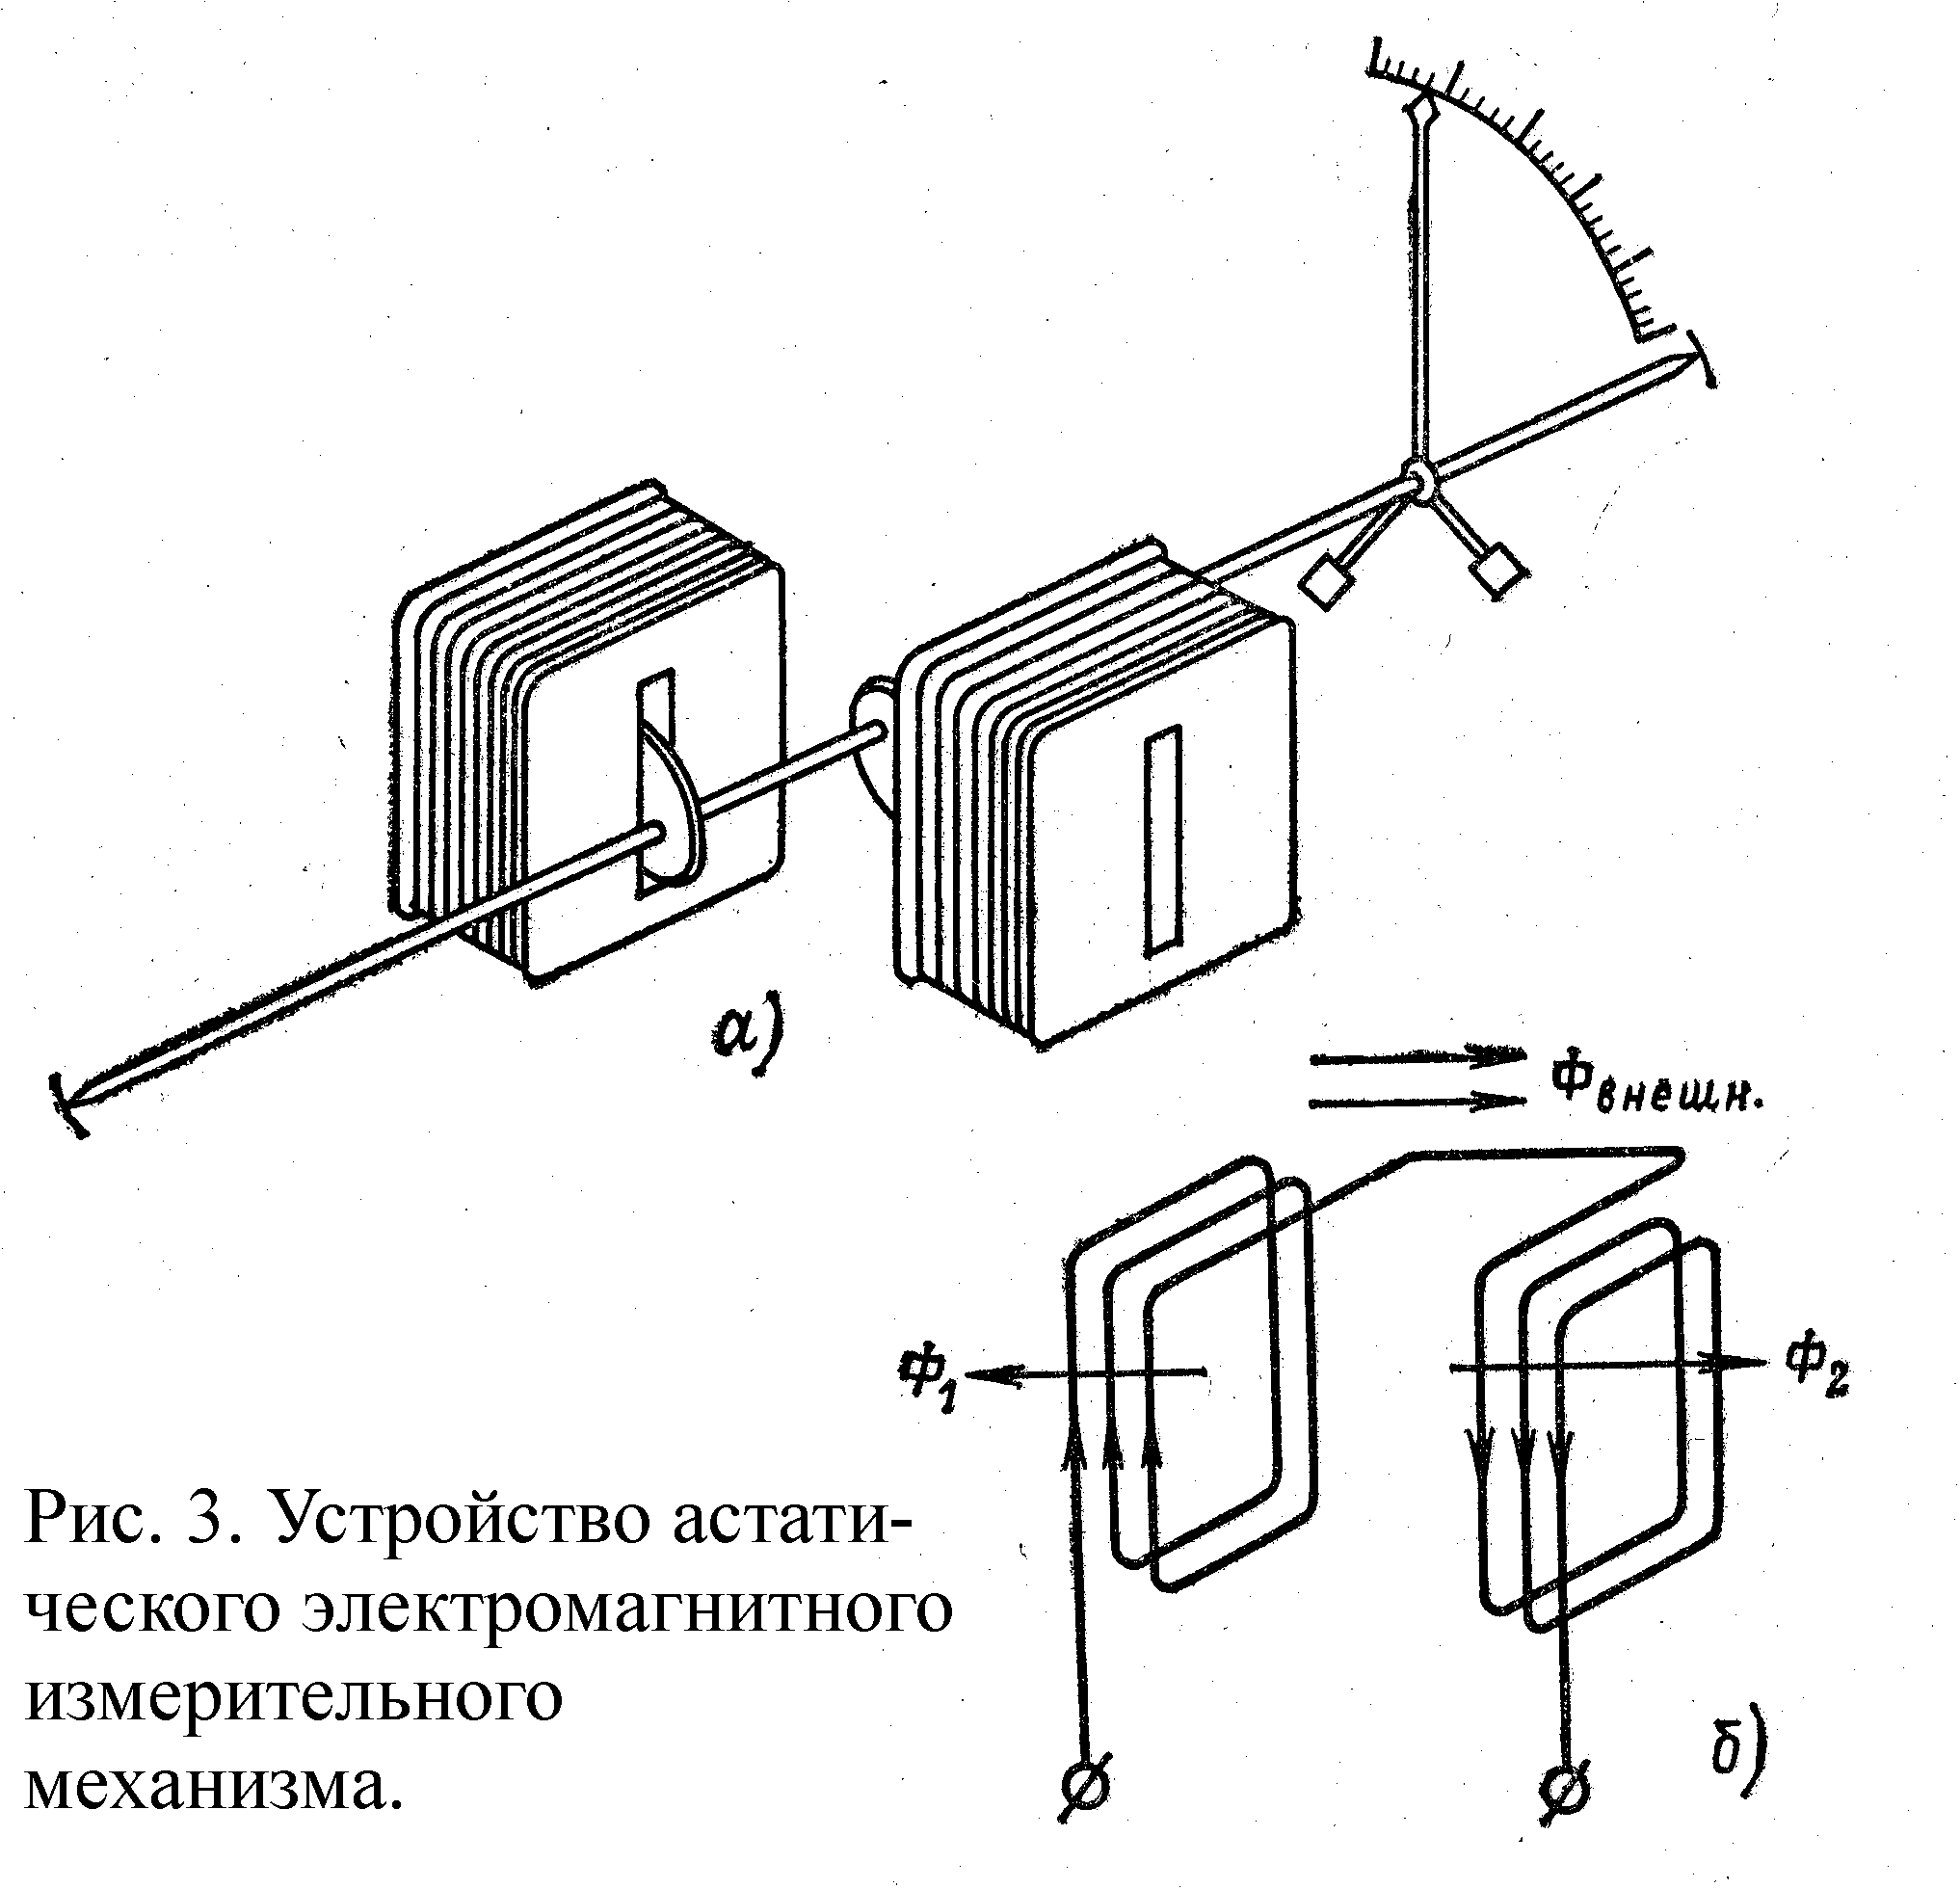 а)
Фвнешн.
Ф1
Ф2
Рис. 3. Устройство астати-
ческого электромагнитного
измерительного
механизма.
б)